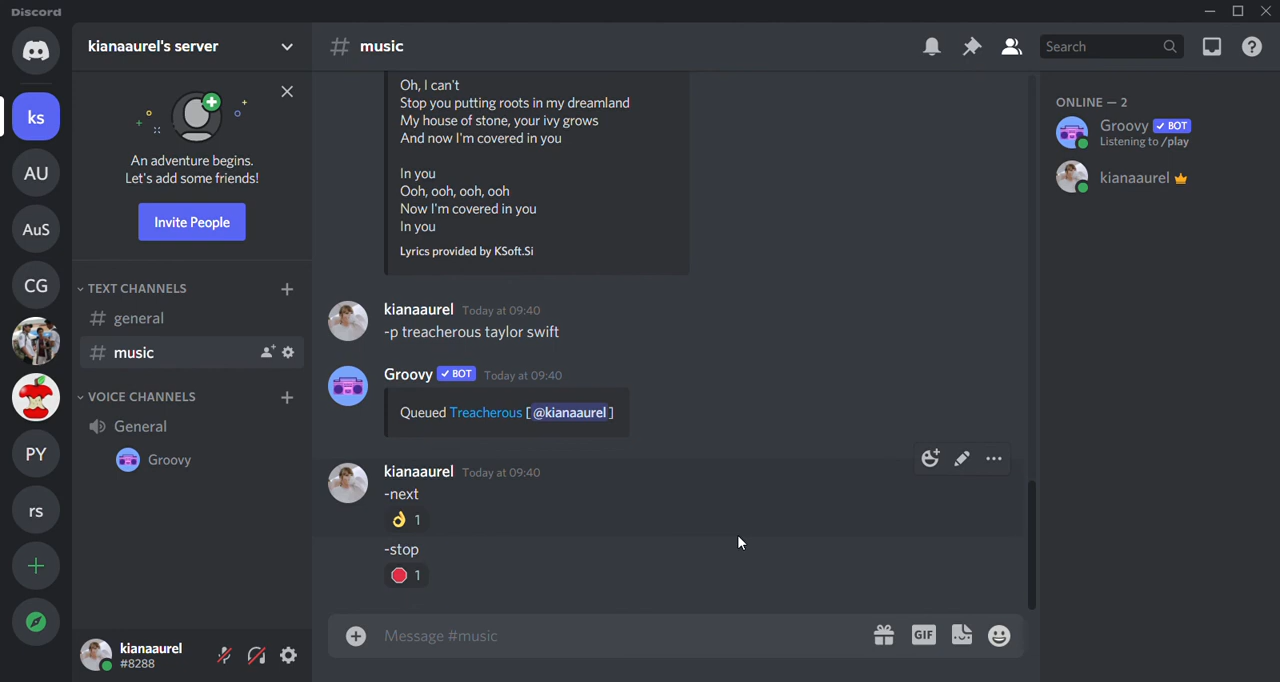 Discord
kianaaurel's server
# music
Search
ks
AU
AuS
CG
PY
rs
An adventure begins.
Let's add some friends!
Invite People
TEXT CHANNELS
# general
# music
VOICE CHANNELS
General
Groovy
kianaaurel
#8288
Oh, I can't
Stop you putting roots in my dreamland
My house of stone, your ivy grows
And now I'm covered in you
In you
Ooh, ooh, ooh, ooh
Now I'm covered in you
In you
Lyrics provided by KSoft.Si
kianaaurel Today at 09:40
-p treacherous taylor swift
Groovy ✓ BOT Today at 09:40
Queued Treacherous [@kianaaurel]
kianaaurel Today at 09:40
-next
👌 1
-stop
🛑 1
Message #music
GIF
ONLINE — 2
Groovy ✓ BOT
Listening to /play
kianaaurel